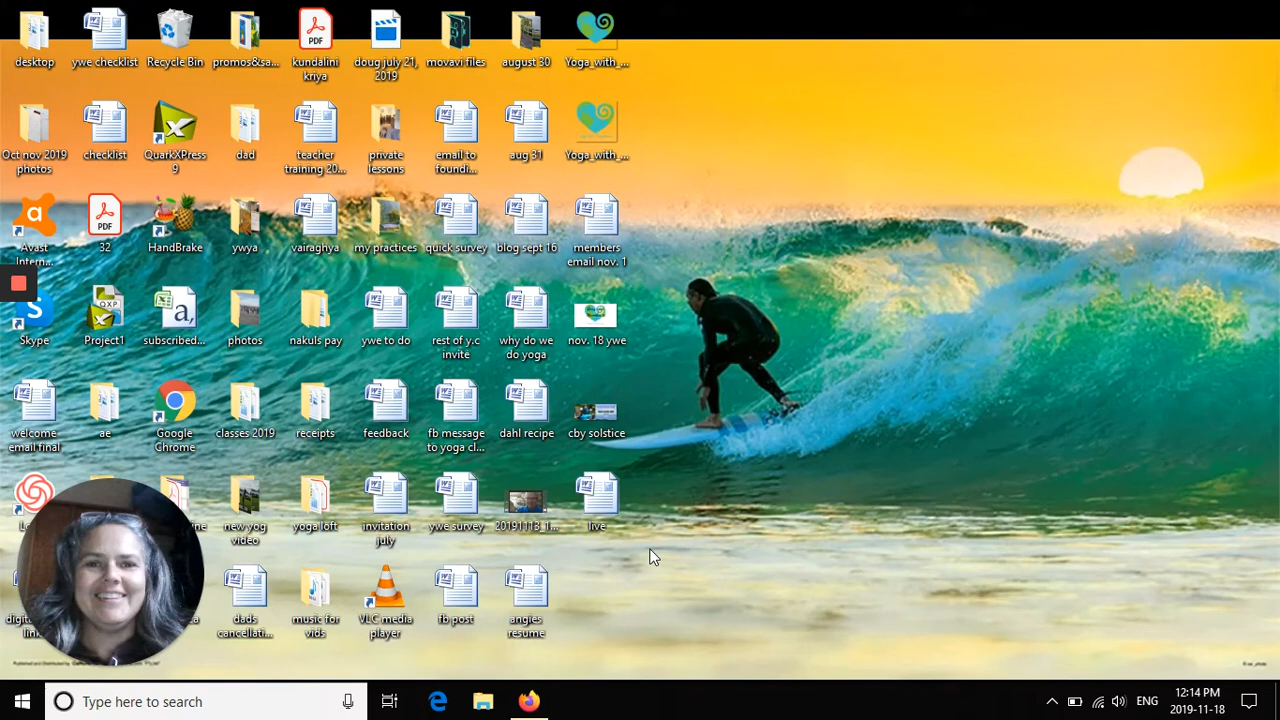 desktop
ywe checklist
Recycle Bin
promos&sa...
kundalini
kriya
doug july 21,
2019
movavi files
august 30
Yoga_with_...
Oct nov 2019
photos
checklist
QuarkXPress
9
dad
teacher
training 20...
private
lessons
email to
foundi...
aug 31
Yoga_with_...
Avast
Intern...
32
HandBrake
ywya
vairaghya
my practices
quick survey
blog sept 16
members
email nov. 1
Skype
Project1
subscribed...
photos
nakuls pay
ywe to do
rest of y.c
invite
why do we
do yoga
nov. 18 ywe
welcome
email final
ae
Google
Chrome
classes 2019
receipts
feedback
fb message
to yoga cl...
dahl recipe
cby solstice
new yog
video
yoga loft
invitation
july
ywe survey
20191113_1...
live
dads
cancellati...
music for
vids
VLC media
player
fb post
angies
resume
Type here to search
ENG
12:14 PM
2019-11-18